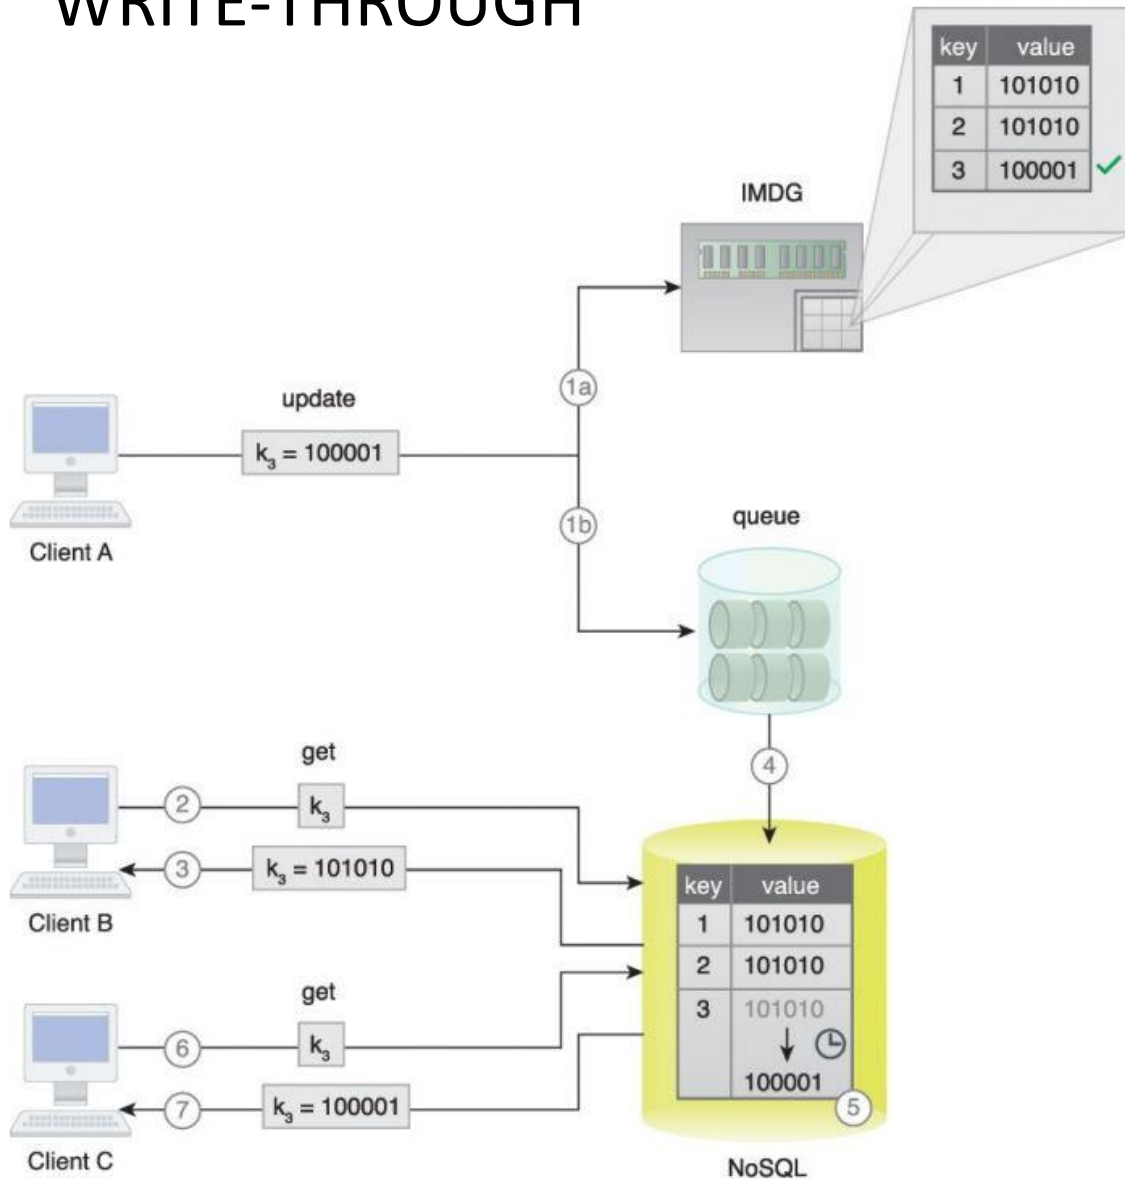 WRITE-THROUGH
key value
1 101010
2 101010
3 100001
IMDG
1a
update
k3 = 100001
1b
Client A
queue
4
get
2
k3
3
k3 = 101010
Client B
key value
1 101010
2 101010
3 101010
100001
5
get
6
k3
7
k3 = 100001
Client C
NoSQL